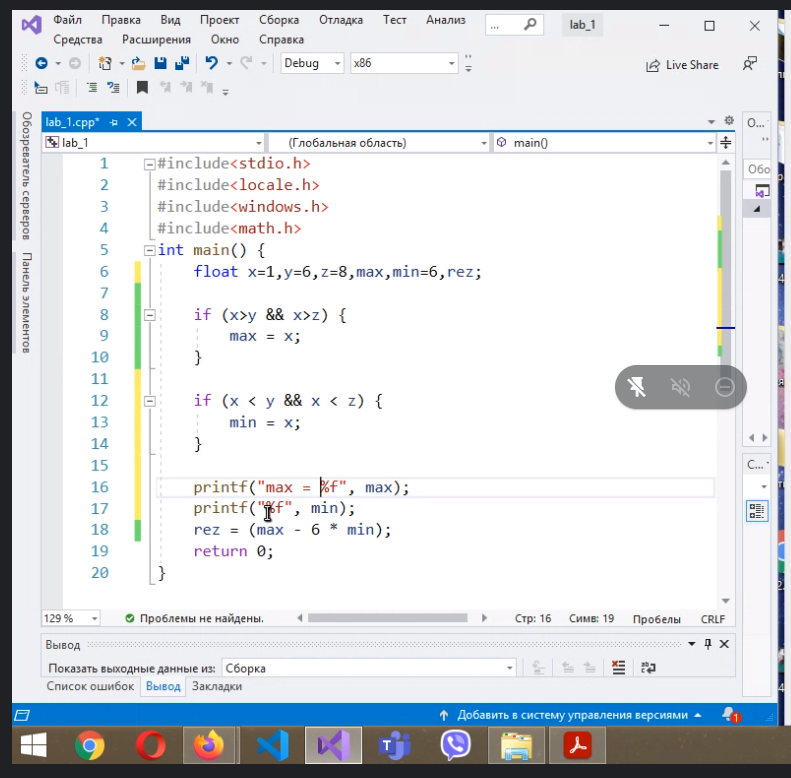 Файл Правка Вид Проект Сборка Отладка Тест Анализ ... lab_1
Средства Расширения Окно Справка
Debug x86 Live Share
Обозреватель серверов
Панель элементов
lab_1.cpp*
lab_1 (Глобальная область) main()
1 #include<stdio.h>
2 #include<locale.h>
3 #include<windows.h>
4 #include<math.h>
5 int main() {
6 float x=1,y=6,z=8,max,min=6,rez;
7
8 if (x>y && x>z) {
9 max = x;
10 }
11
12 if (x < y && x < z) {
13 min = x;
14 }
15
16 printf("max = %f", max);
17 printf("%f", min);
18 rez = (max - 6 * min);
19 return 0;
20 }
О...
Обо
С...
129 % Проблемы не найдены. Стр: 16 Симв: 19 Пробелы CRLF
Вывод
Показать выходные данные из: Сборка
Список ошибок Вывод Закладки
Добавить в систему управления версиями 1